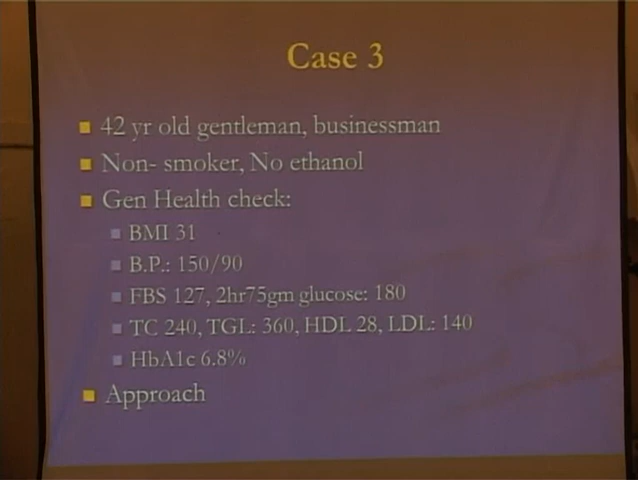 Case 3
42 yr old gentleman, businessman
Non- smoker, No ethanol
Gen Health check:
BMI 31
B.P.: 150/90
FBS 127, 2hr75gm glucose: 180
TC 240, TGL: 360, HDL 28, LDL: 140
HbA1c 6.8%
Approach